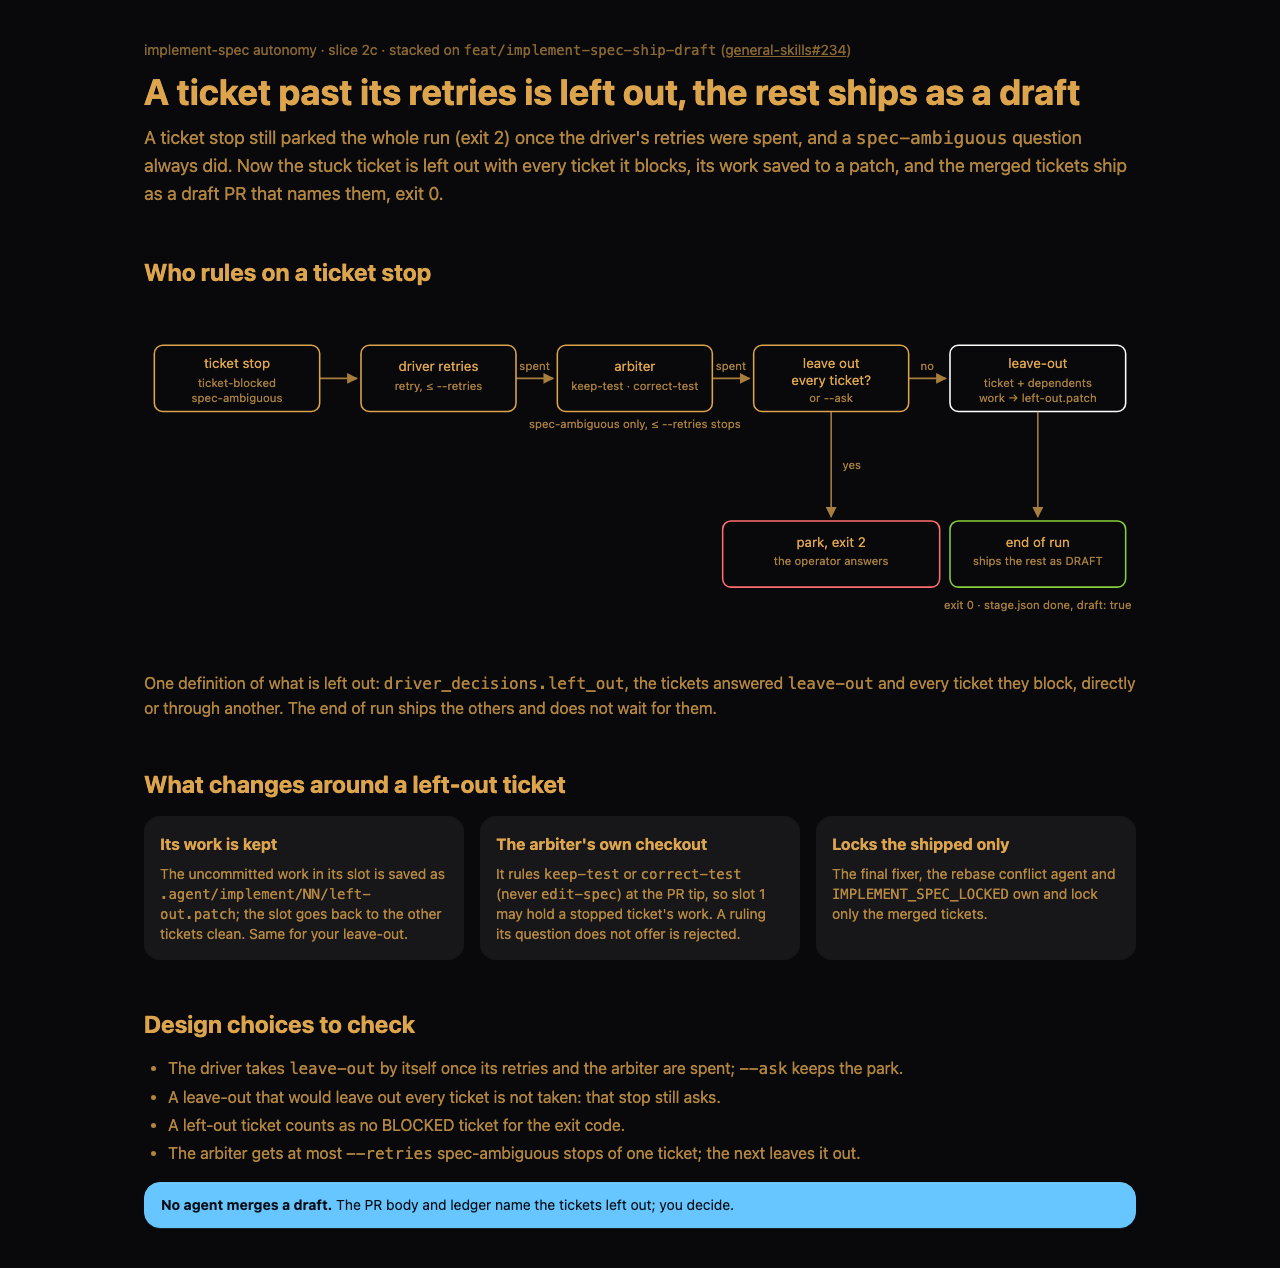 implement-spec autonomy · slice 2c · stacked on feat/implement-spec-ship-draft (general-skills#234)
A ticket past its retries is left out, the rest ships as a draft
A ticket stop still parked the whole run (exit 2) once the driver's retries were spent, and a spec-ambiguous question
always did. Now the stuck ticket is left out with every ticket it blocks, its work saved to a patch, and the merged tickets ship
as a draft PR that names them, exit 0.
Who rules on a ticket stop
ticket stop
ticket-blocked
spec-ambiguous
driver retries
retry, ≤ --retries
spent
arbiter
keep-test · correct-test
spec-ambiguous only, ≤ --retries stops
spent
leave out
every ticket?
or --ask
no
leave-out
ticket + dependents
work → left-out.patch
yes
park, exit 2
the operator answers
end of run
ships the rest as DRAFT
exit 0 · stage.json done, draft: true
One definition of what is left out: driver_decisions.left_out, the tickets answered leave-out and every ticket they block, directly
or through another. The end of run ships the others and does not wait for them.
What changes around a left-out ticket
Its work is kept
The uncommitted work in its slot is saved as
.agent/implement/NN/left-
out.patch; the slot goes back to the other
tickets clean. Same for your leave-out.
The arbiter's own checkout
It rules keep-test or correct-test
(never edit-spec) at the PR tip, so slot 1
may hold a stopped ticket's work. A ruling
its question does not offer is rejected.
Locks the shipped only
The final fixer, the rebase conflict agent and
IMPLEMENT_SPEC_LOCKED own and lock
only the merged tickets.
Design choices to check
• The driver takes leave-out by itself once its retries and the arbiter are spent; --ask keeps the park.
• A leave-out that would leave out every ticket is not taken: that stop still asks.
• A left-out ticket counts as no BLOCKED ticket for the exit code.
• The arbiter gets at most --retries spec-ambiguous stops of one ticket; the next leaves it out.
No agent merges a draft. The PR body and ledger name the tickets left out; you decide.